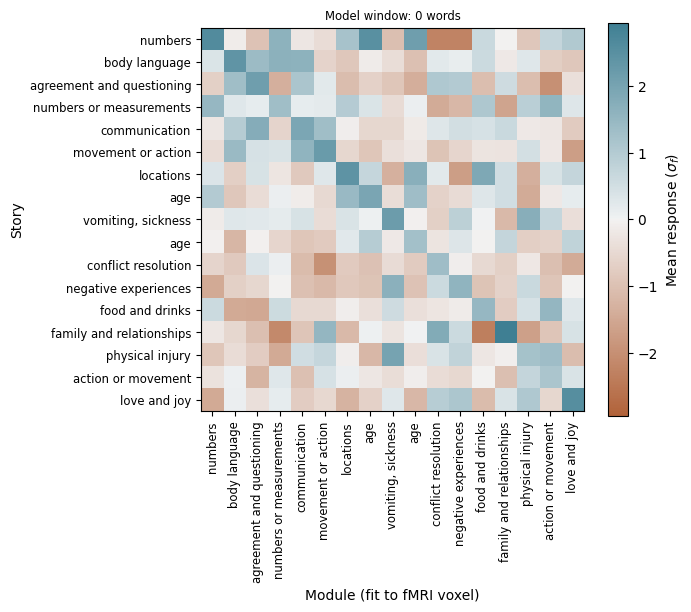 Model window: 0 words
Story
numbers
body language
agreement and questioning
numbers or measurements
communication
movement or action
locations
age
vomiting, sickness
age
conflict resolution
negative experiences
food and drinks
family and relationships
physical injury
action or movement
love and joy
numbers
body language
agreement and questioning
numbers or measurements
communication
movement or action
locations
age
vomiting, sickness
age
conflict resolution
negative experiences
food and drinks
family and relationships
physical injury
action or movement
love and joy
Module (fit to fMRI voxel)
2
1
0
−1
−2
Mean response (σf)